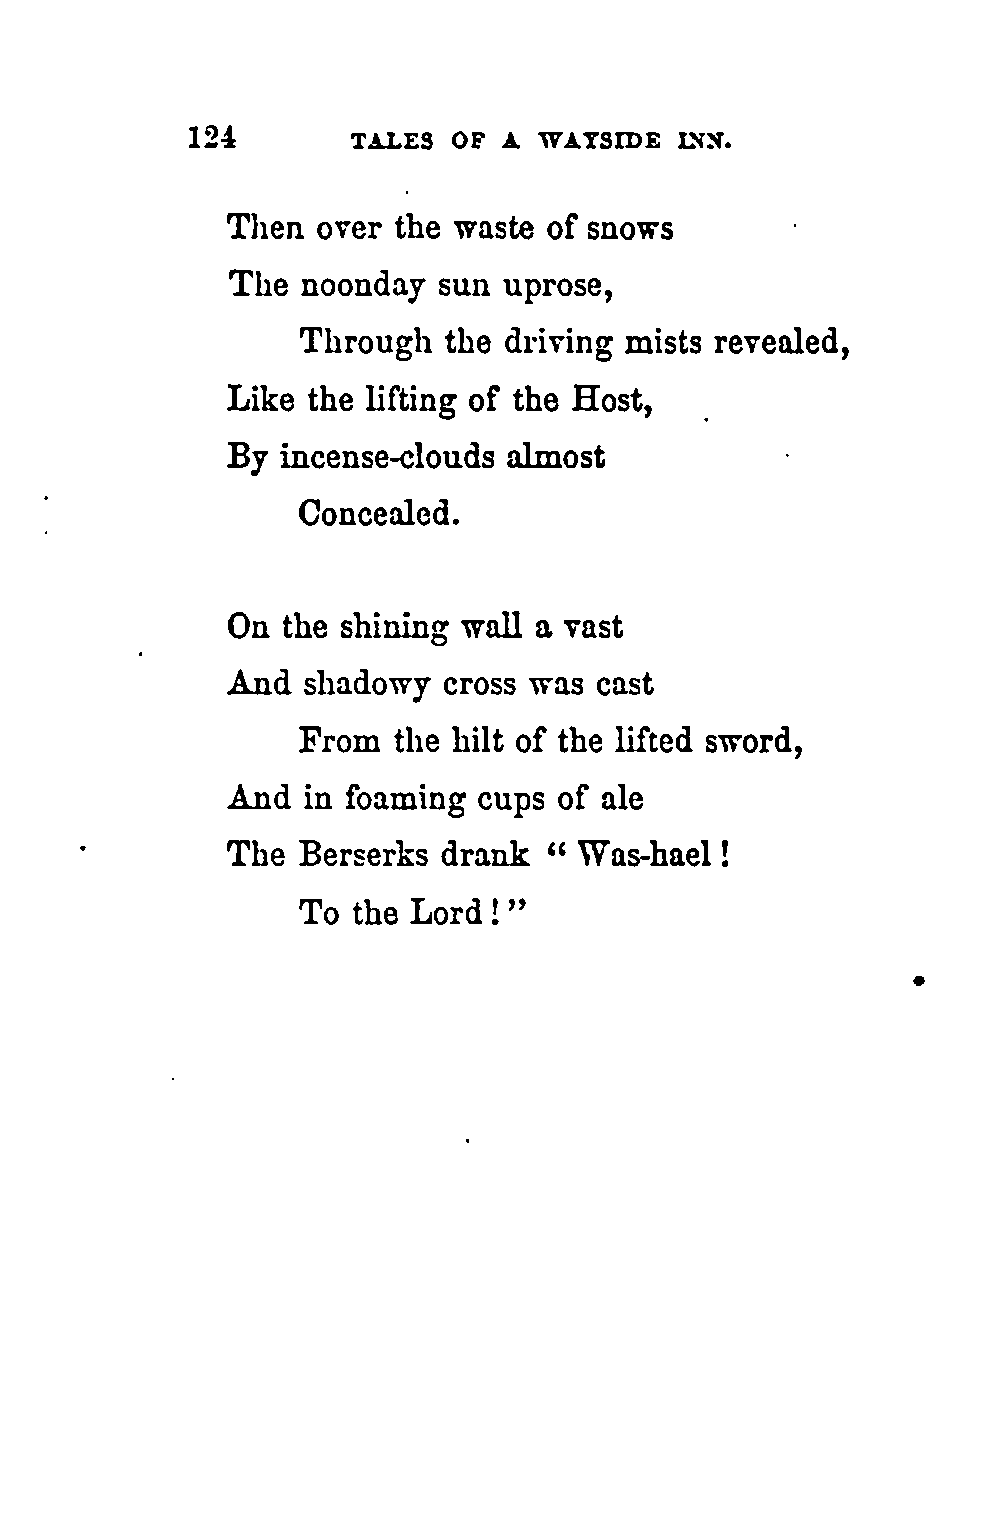 124 TALES OF A WAYSIDE INN.
Then over the waste of snows
The noonday sun uprose,
Through the driving mists revealed,
Like the lifting of the Host,
By incense-clouds almost
Concealed.
On the shining wall a vast
And shadowy cross was cast
From the hilt of the lifted sword,
And in foaming cups of ale
The Berserks drank “ Was-hael !
To the Lord ! ”